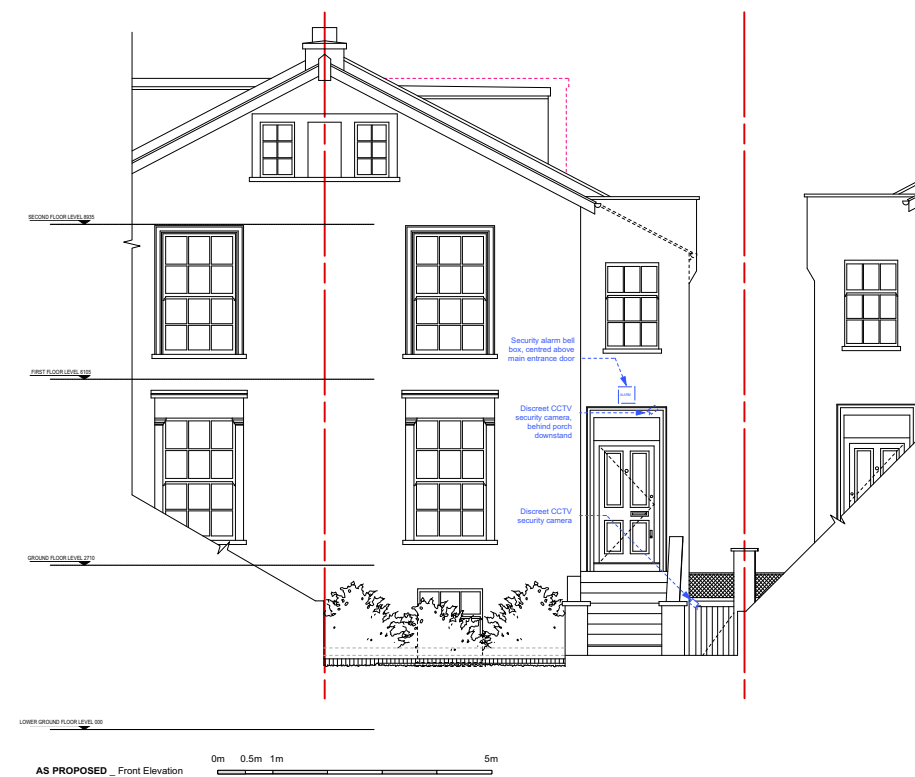 SECOND FLOOR LEVEL 8935
Security alarm bell
box, centred above
main entrance door
FIRST FLOOR LEVEL 6105
ALARM
Discreet CCTV
security camera,
behind porch
downstand
Discreet CCTV
security camera
GROUND FLOOR LEVEL 2710
LOWER GROUND FLOOR LEVEL 000
0m 0.5m 1m 5m
AS PROPOSED _ Front Elevation